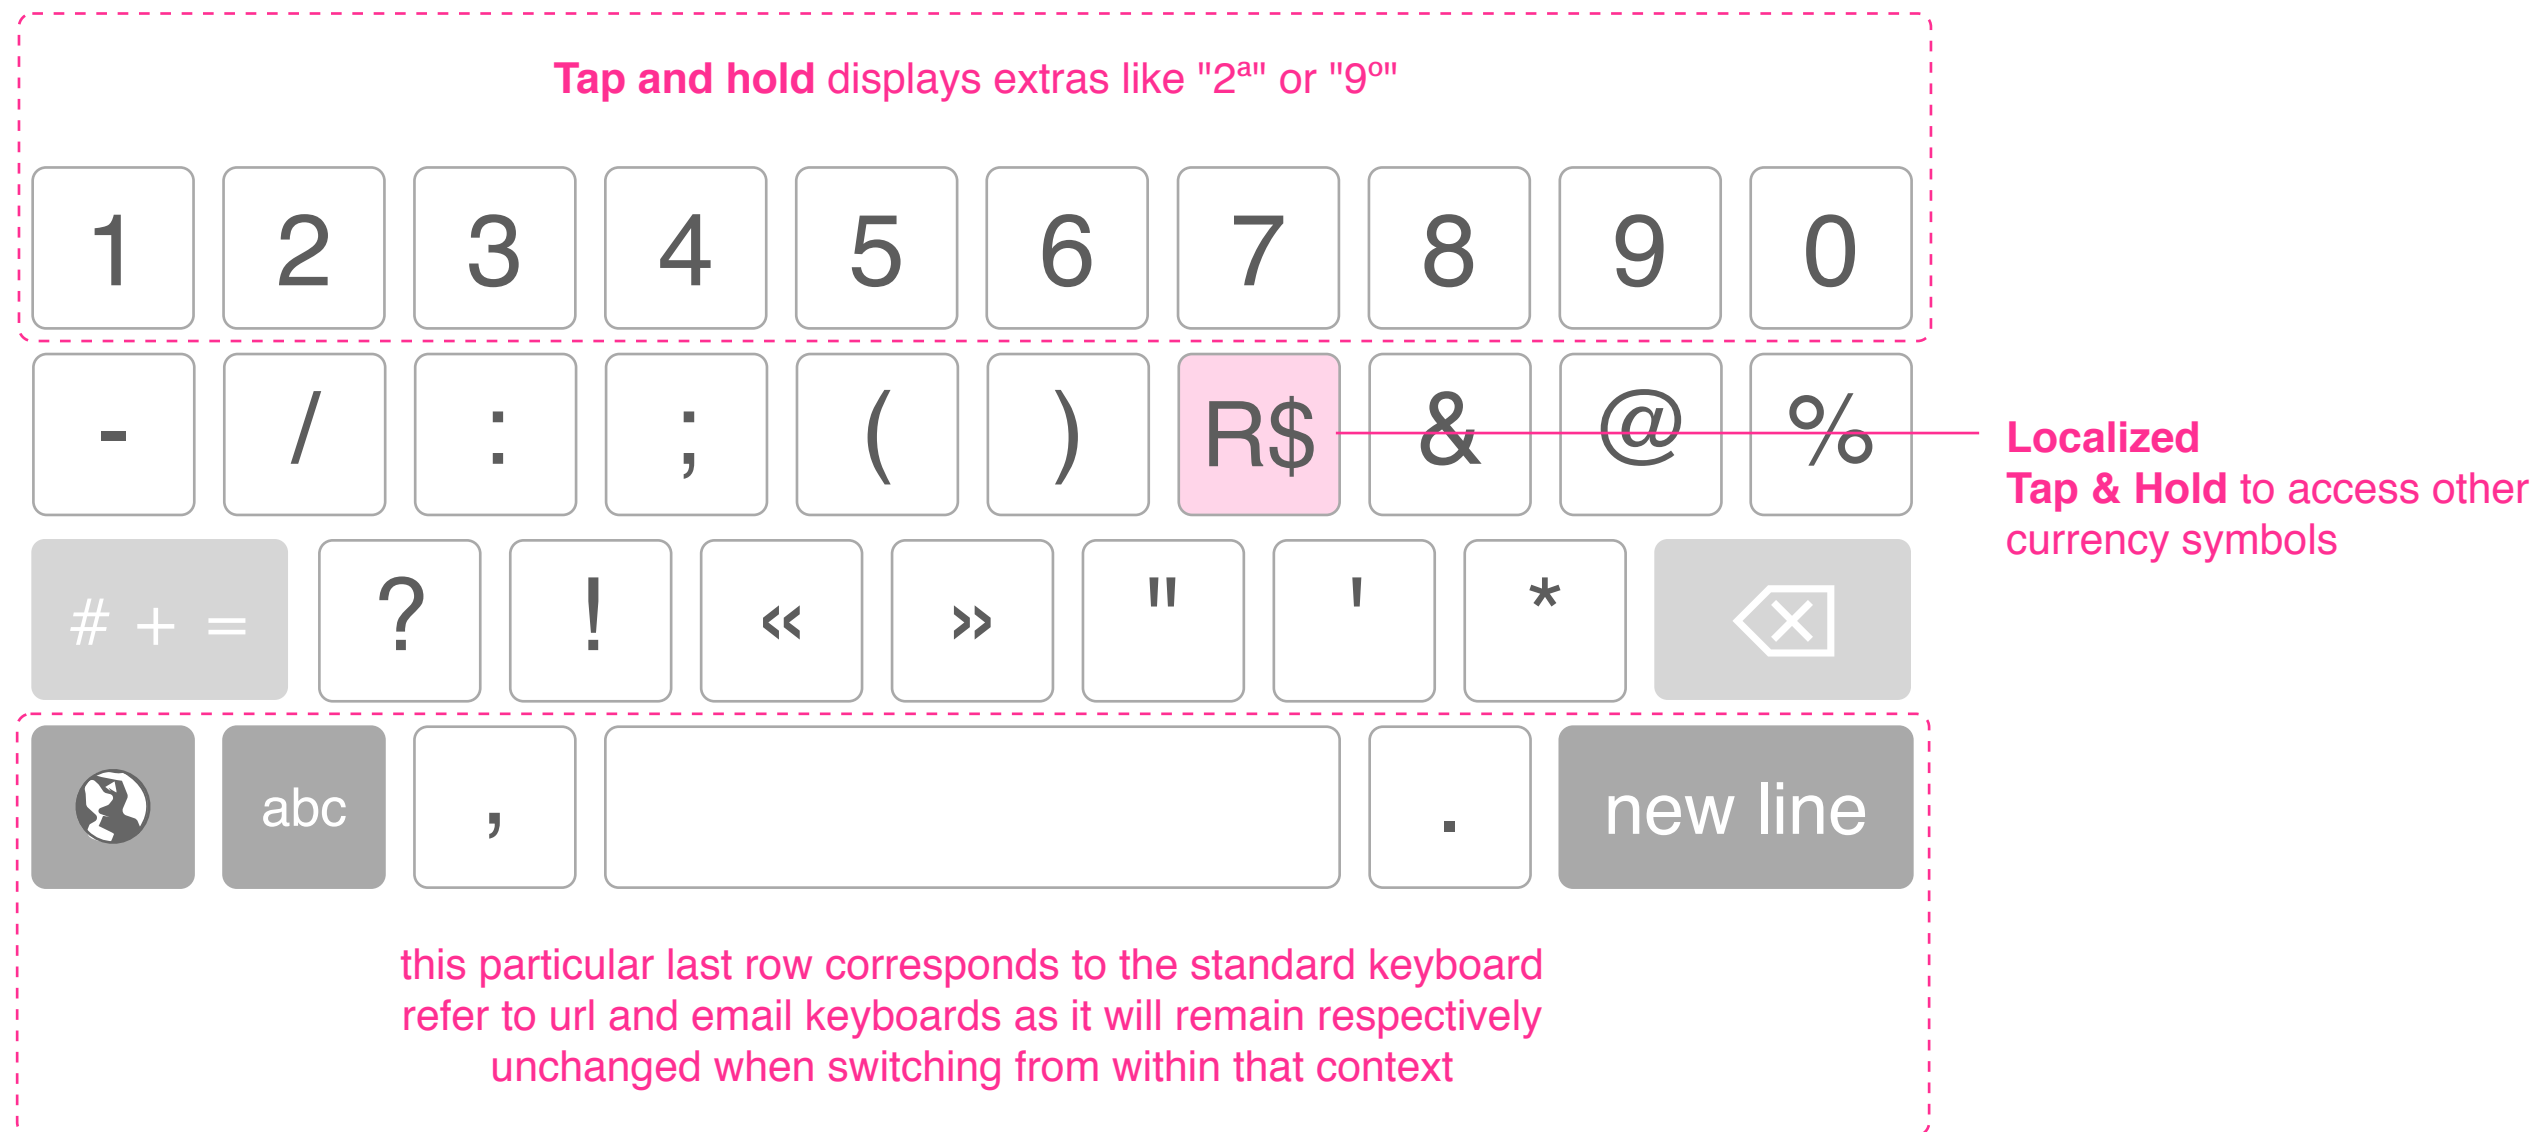 Tap and hold displays extras like "2ª" or "9º"
1 2 3 4 5 6 7 8 9 0
- / : ; ( ) R$ & @ %
Localized
Tap & Hold to access other
currency symbols
# + = ? ! « » " ' *
abc , . new line
this particular last row corresponds to the standard keyboard
refer to url and email keyboards as it will remain respectively
unchanged when switching from within that context